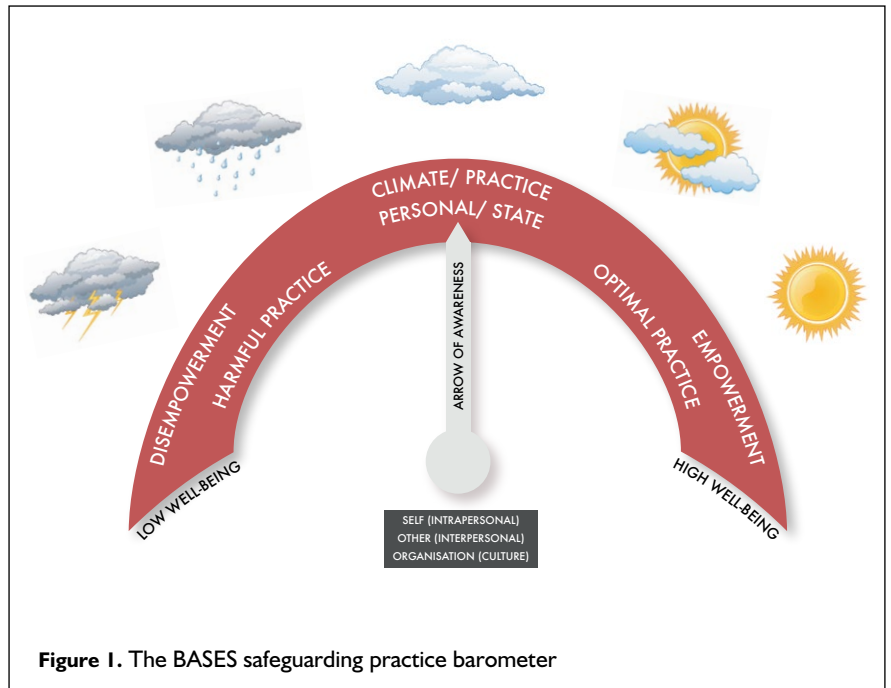 CLIMATE/ PRACTICE
PERSONAL/ STATE
DISEMPOWERMENT
HARMFUL PRACTICE
ARROW OF AWARENESS
OPTIMAL PRACTICE
EMPOWERMENT
LOW WELL-BEING
HIGH WELL-BEING
SELF (INTRAPERSONAL)
OTHER (INTERPERSONAL)
ORGANISATION (CULTURE)
Figure 1. The BASES safeguarding practice barometer